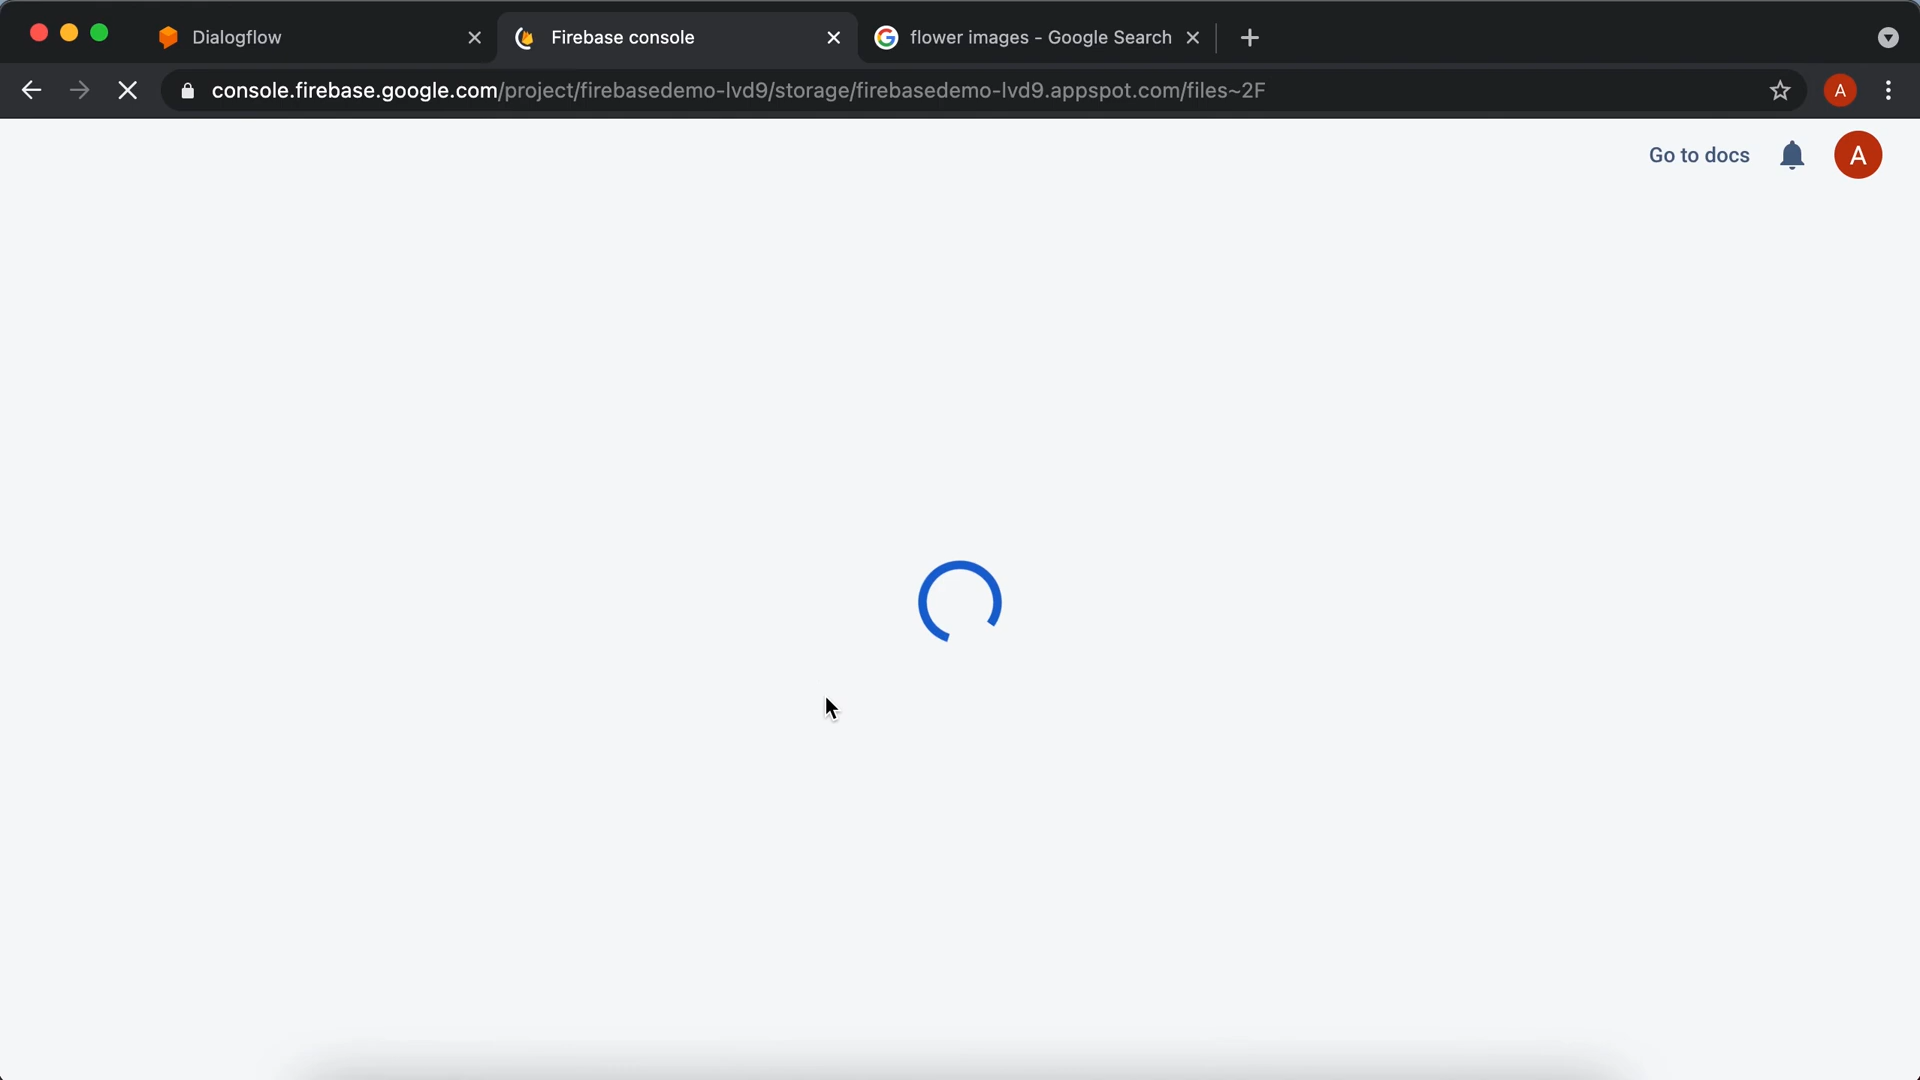 Dialogflow
Firebase console
flower images - Google Search
console.firebase.google.com/project/firebasedemo-lvd9/storage/firebasedemo-lvd9.appspot.com/files~2F
A
Go to docs
A